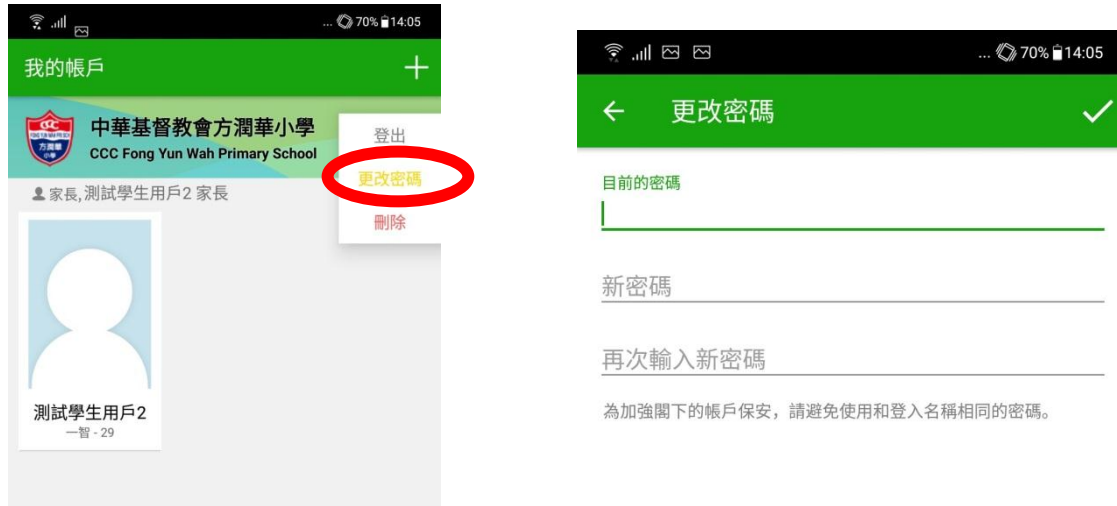 ... 70% 14:05
我的帳戶
中華基督教會方潤華小學
CCC Fong Yun Wah Primary School
登出
更改密碼
刪除
家長, 測試學生用戶2 家長
測試學生用戶2
一智 - 29
... 70% 14:05
更改密碼
目前的密碼
新密碼
再次輸入新密碼
為加強閣下的帳戶保安，請避免使用和登入名稱相同的密碼。